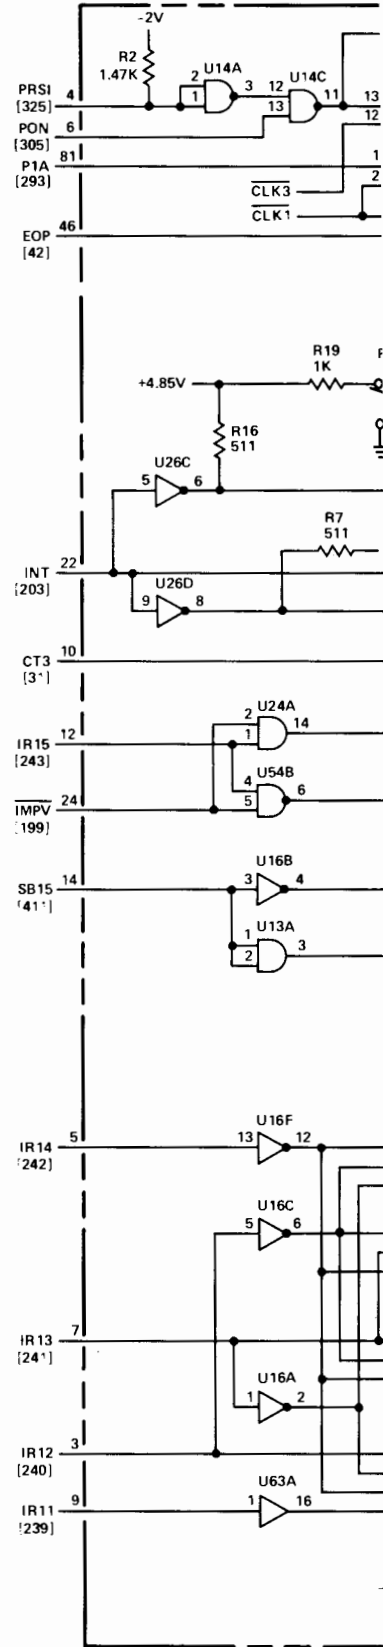 -2V
R2
1.47K
U14A
U14C
PRSI 4 2 1 3 12 13 11 13
[325]
PON 6 12
[305]
P1A 81 1
[293]
CLK3 2
CLK1
EOP 46
[42]
R19
1K
+4.85V
R16
511
U26C
5 6
R7
511
INT 22
[203]
U26D
9 8
CT3 10
U24A
2 1 14
IR15 12
[243]
U54B
4 5 6
IMPV 24
[199]
U16B
SB15 14 3 4
U13A
1 2 3
U16F
IR14 5 13 12
[242]
U16C
5 6
IR13 7
U16A
1 2
IR12 3
[240]
U63A
IR11 9 1 16
[239]